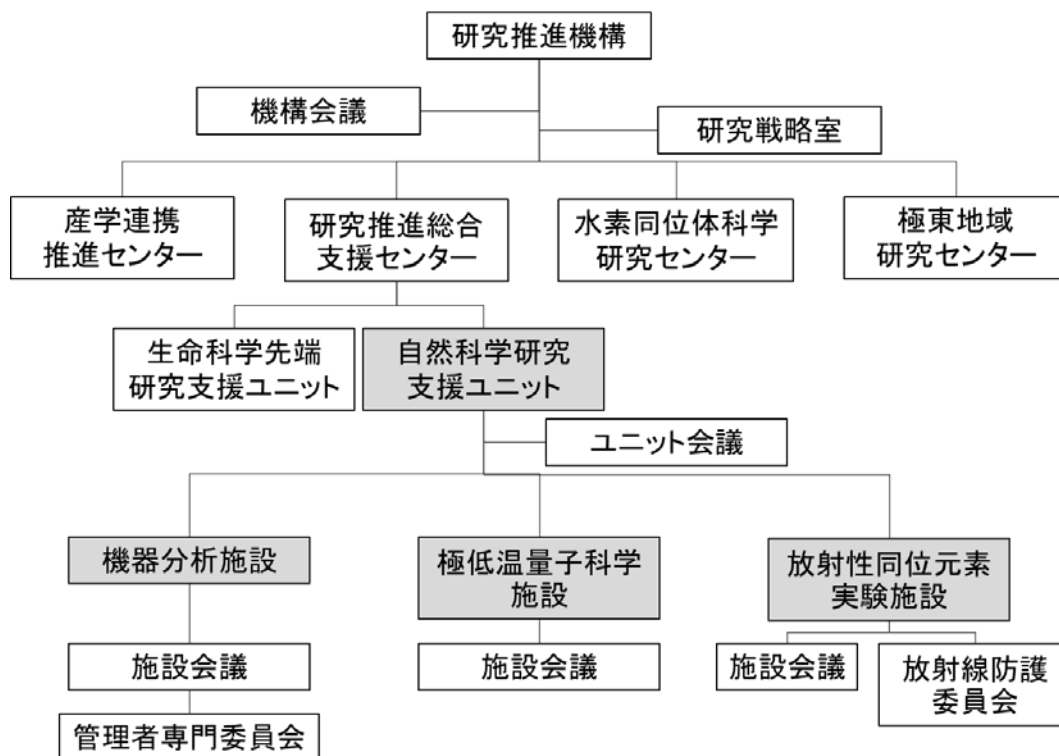 研究推進機構
機構会議
研究戦略室
産学連携
推進センター
研究推進総合
支援センター
水素同位体科学
研究センター
極東地域
研究センター
生命科学先端
研究支援ユニット
自然科学研究
支援ユニット
ユニット会議
機器分析施設
極低温量子科学
施設
放射性同位元素
実験施設
施設会議
施設会議
施設会議
放射線防護
委員会
管理者専門委員会